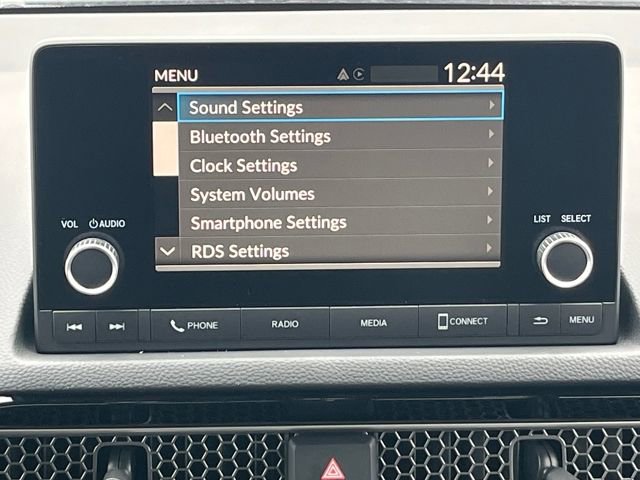 MENU 12:44
Sound Settings
Bluetooth Settings
Clock Settings
System Volumes
Smartphone Settings
RDS Settings
VOL AUDIO
LIST SELECT
PHONE RADIO MEDIA CONNECT MENU